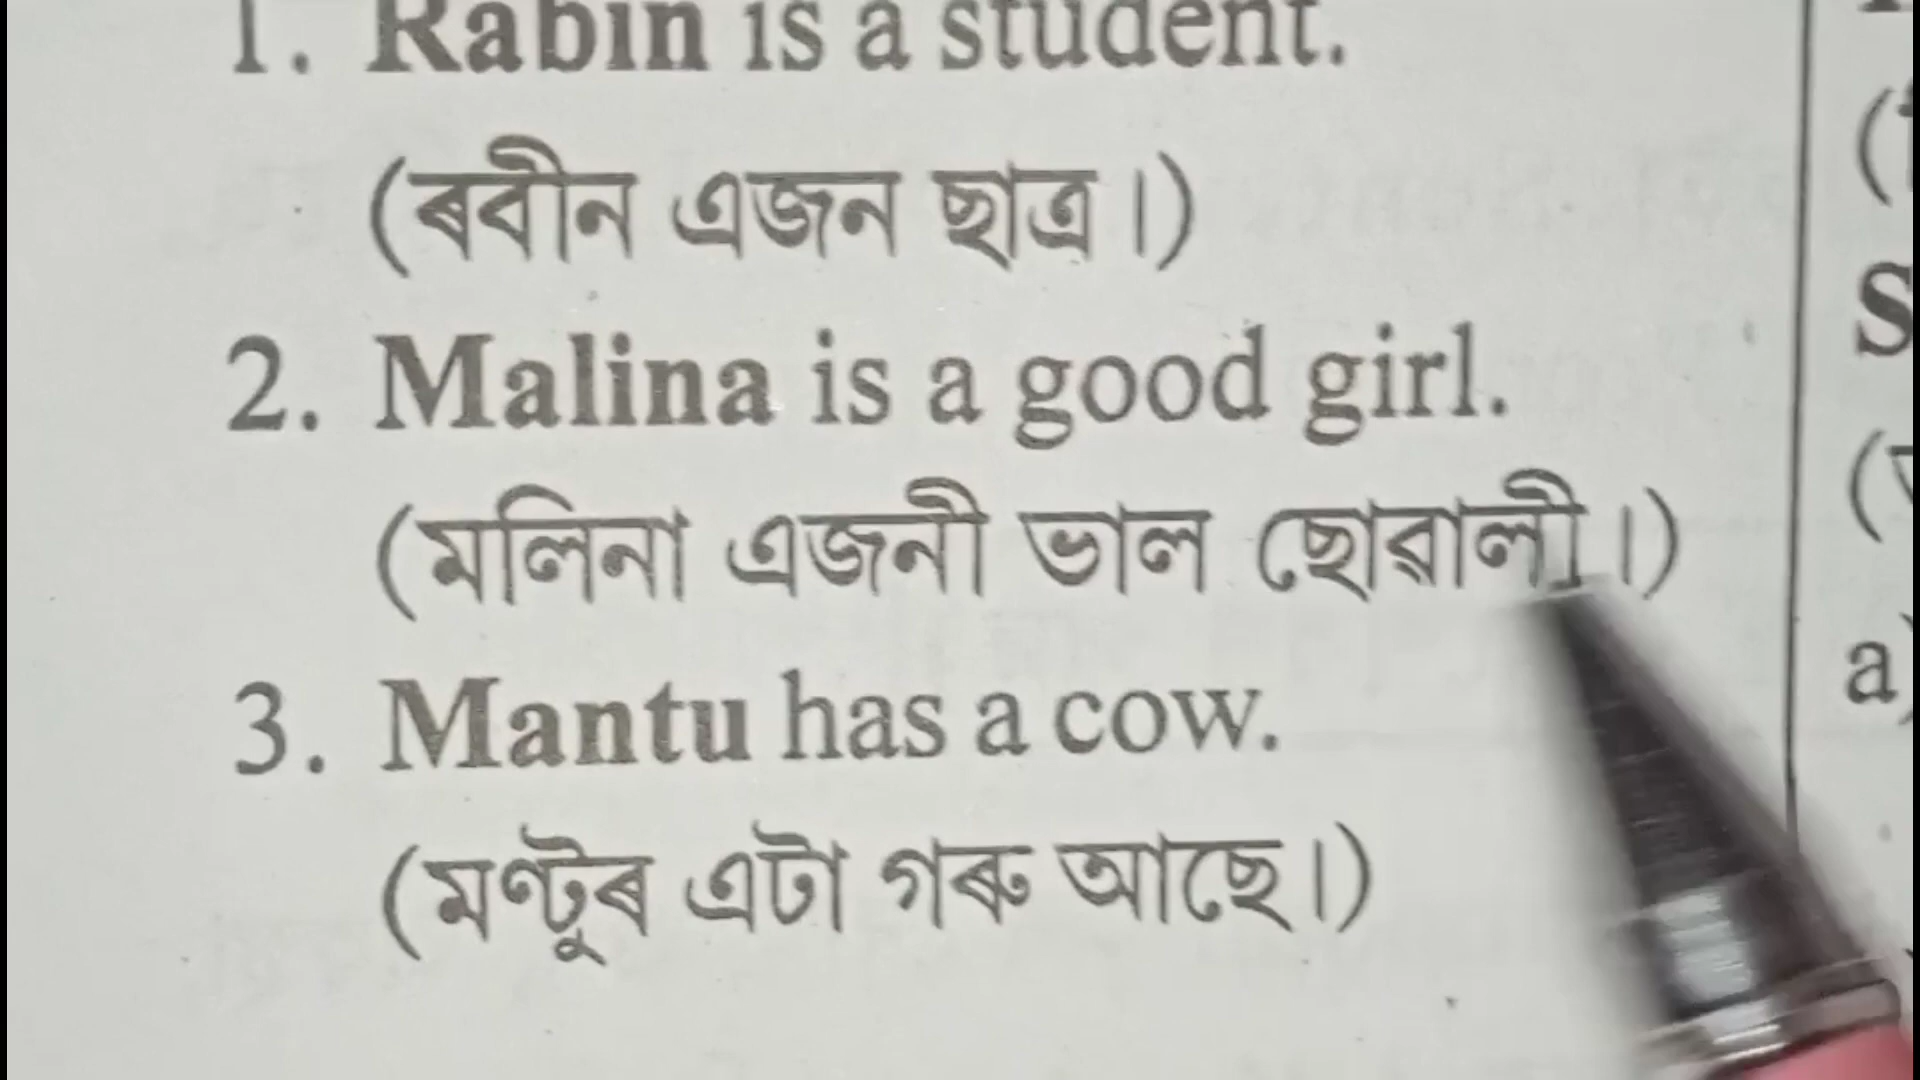 1. Rabin is a student.
(ৰবীন এজন ছাত্ৰ।)
2. Malina is a good girl.
(মলিনা এজনী ভাল ছোৱালী।)
3. Mantu has a cow.
(মণ্টুৰ এটা গৰু আছে।)
S
a)